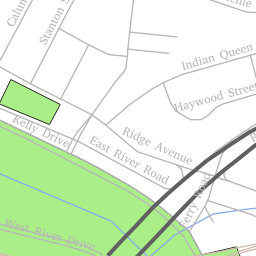 Stanton S
Indian Queen
Haywood Street
Kelly Drive
Ridge Avenue
East River Road
Ferry Road
West River Drive